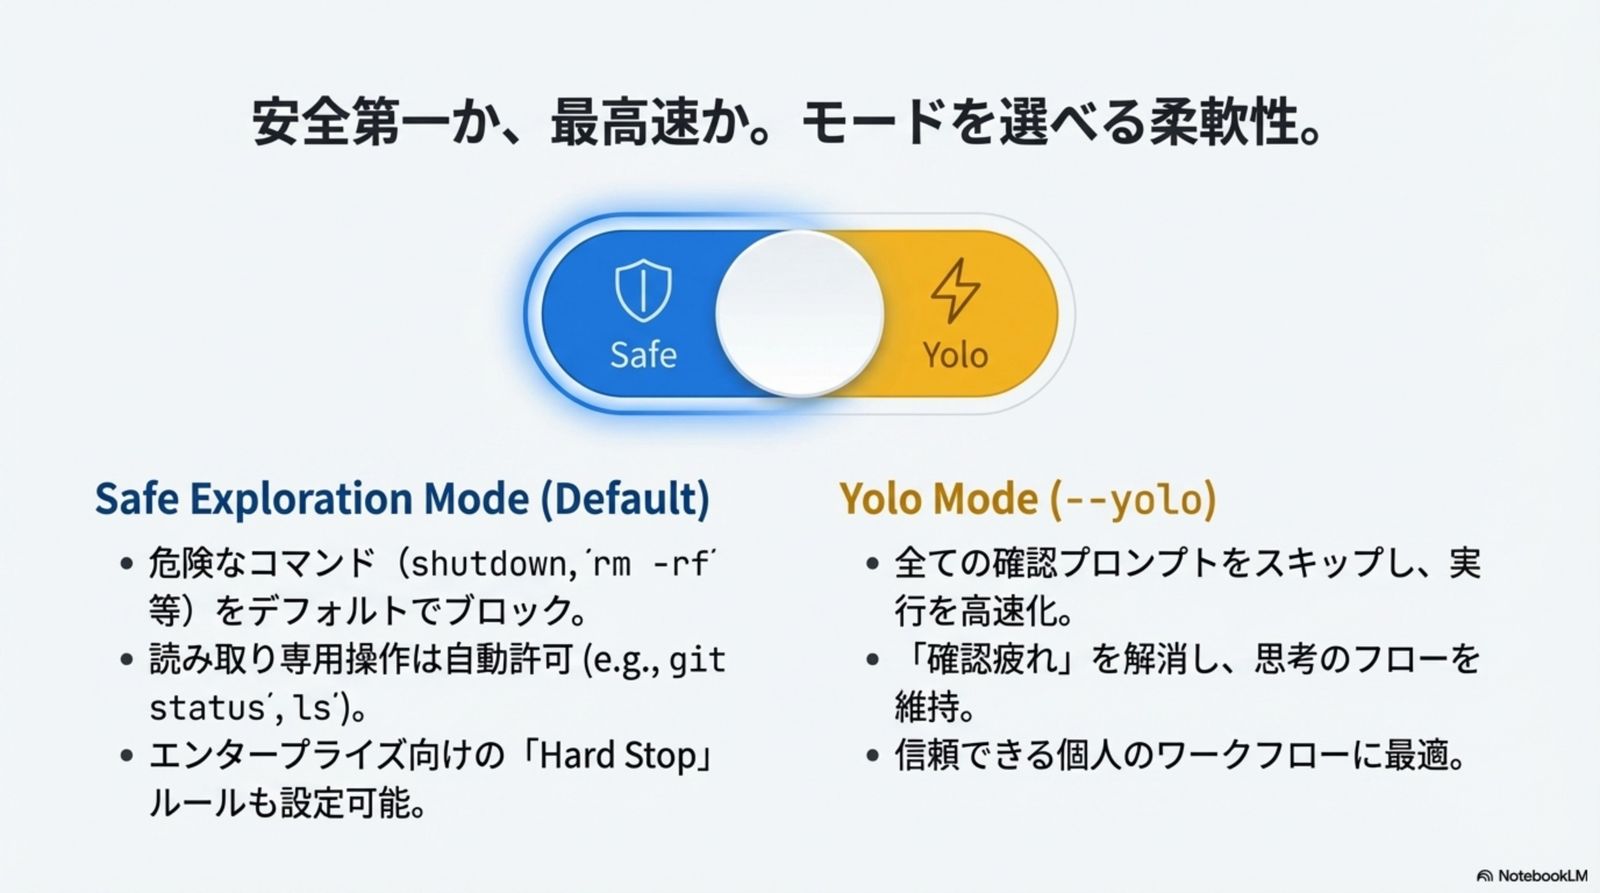 安全第一か、最高速か。モードを選べる柔軟性。
Safe
Yolo
Safe Exploration Mode (Default)
• 危険なコマンド（shutdown, ´rm -rf´
等）をデフォルトでブロック。
• 読み取り専用操作は自動許可 (e.g., git
status´, ls´)。
• エンタープライズ向けの「Hard Stop」
ルールも設定可能。
Yolo Mode (--yolo)
• 全ての確認プロンプトをスキップし、実
行を高速化。
• 「確認疲れ」を解消し、思考のフローを
維持。
• 信頼できる個人のワークフローに最適。
NotebookLM